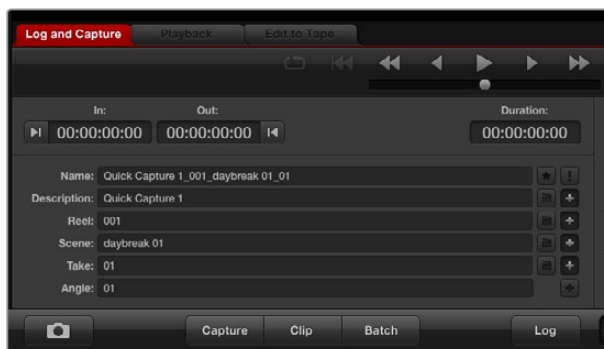 Log and Capture Playback Edit to Tape
In: Out: Duration:
00:00:00:00 00:00:00:00 00:00:00:00
Name: Quick Capture 1_001_daybreak 01_01
Description: Quick Capture 1
Reel: 001
Scene: daybreak 01
Take: 01
Angle: 01
Capture Clip Batch Log